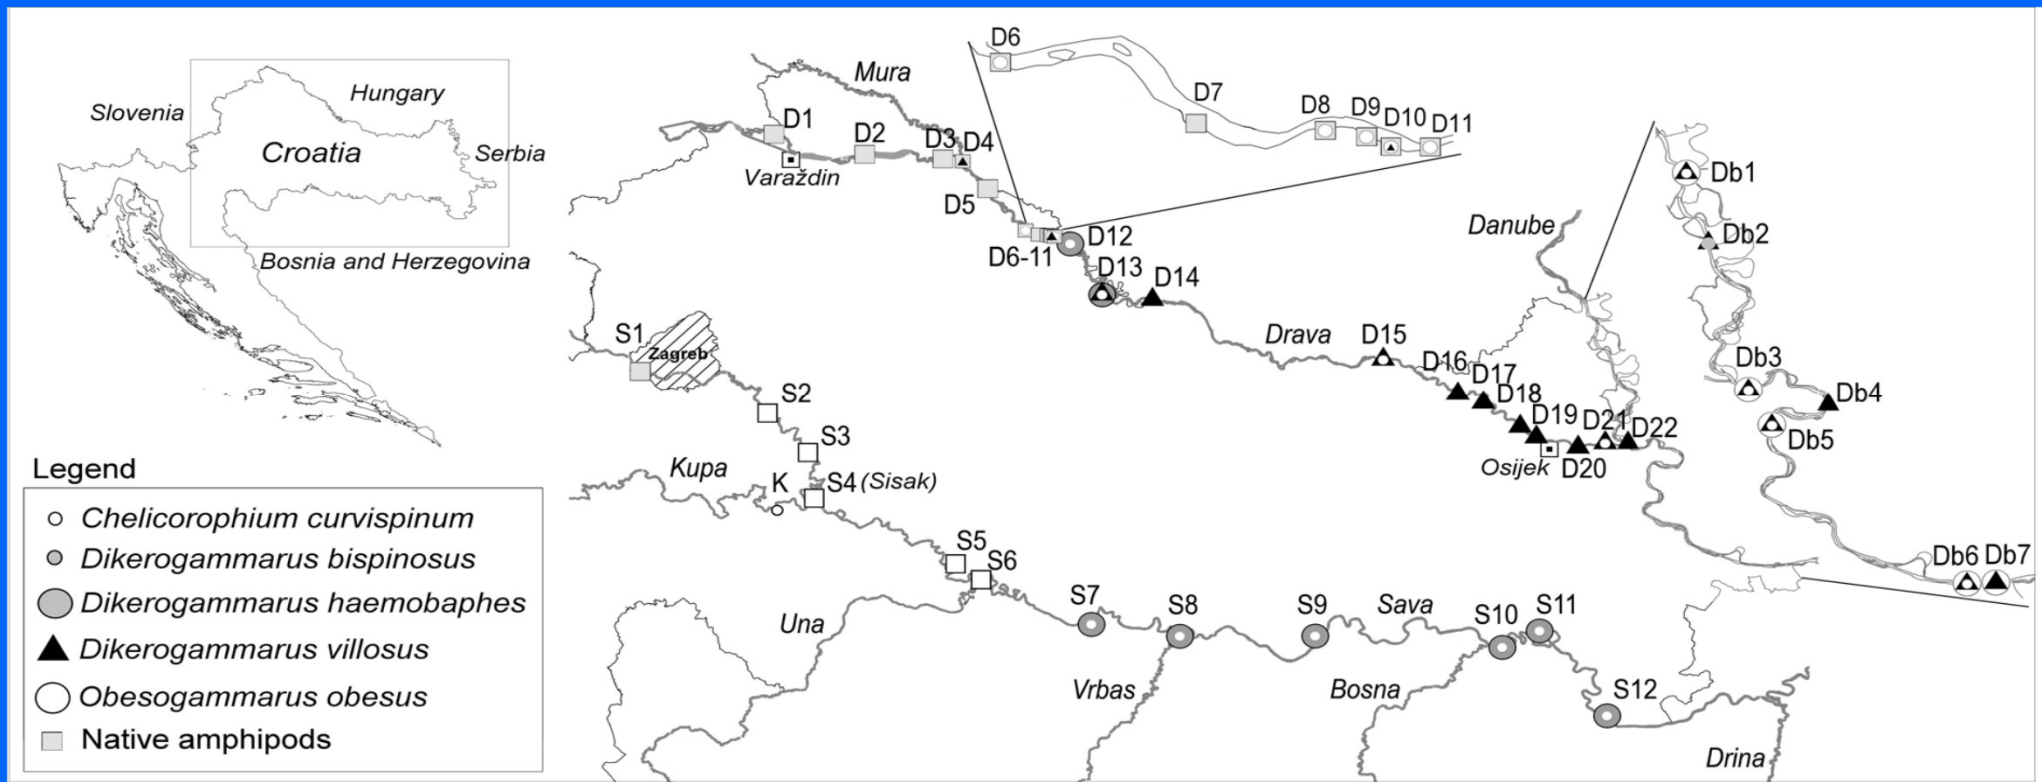 Slovenia
Hungary
Croatia
Serbia
Bosnia and Herzegovina
Legend
Chelicorophium curvispinum
Dikerogammarus bispinosus
Dikerogammarus haemobaphes
Dikerogammarus villosus
Obesogammarus obesus
Native amphipods
Mura
D1
D2
D3
D4
Varaždin
D5
D6-11
D6
D7
D8
D9
D10
D11
D12
D13
D14
Drava
D15
D16
D17
D18
D19
D21
D22
Osijek
D20
Danube
Db1
Db2
Db3
Db4
Db5
Db6
Db7
S1
Zagreb
S2
S3
Kupa
K
S4 (Sisak)
S5
S6
Una
S7
S8
Vrbas
S9
Sava
Bosna
S10
S11
S12
Drina